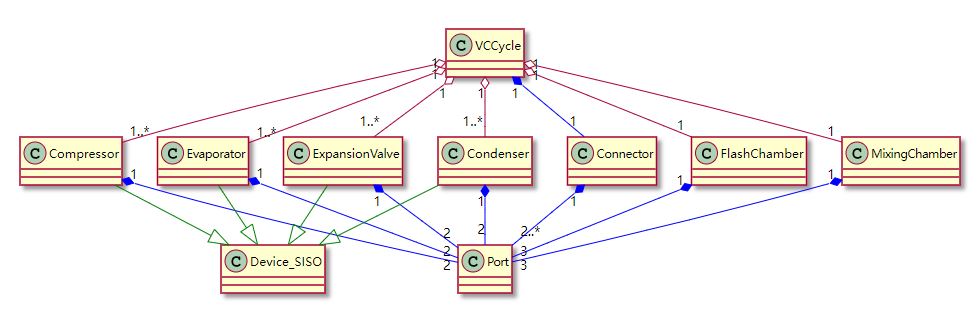 C VCCycle
1 1 1 1 1 1 1
1..* 1..* 1..* 1..* 1 1 1
C Compressor C Evaporator C ExpansionValve C Condenser C Connector C FlashChamber C MixingChamber
1 1 1 1 1 1 1
2 2 2 2 2..* 3 3
C Device_SISO C Port